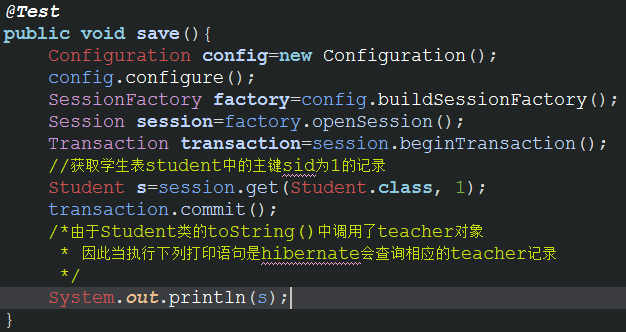 @Test
public void save(){
Configuration config=new Configuration();
config.configure();
SessionFactory factory=config.buildSessionFactory();
Session session=factory.openSession();
Transaction transaction=session.beginTransaction();
//获取学生表student中的主键sid为1的记录
Student s=session.get(Student.class, 1);
transaction.commit();
/*由于Student类的toString()中调用了teacher对象
* 因此当执行下列打印语句是hibernate会查询相应的teacher记录
*/
System.out.println(s);
}